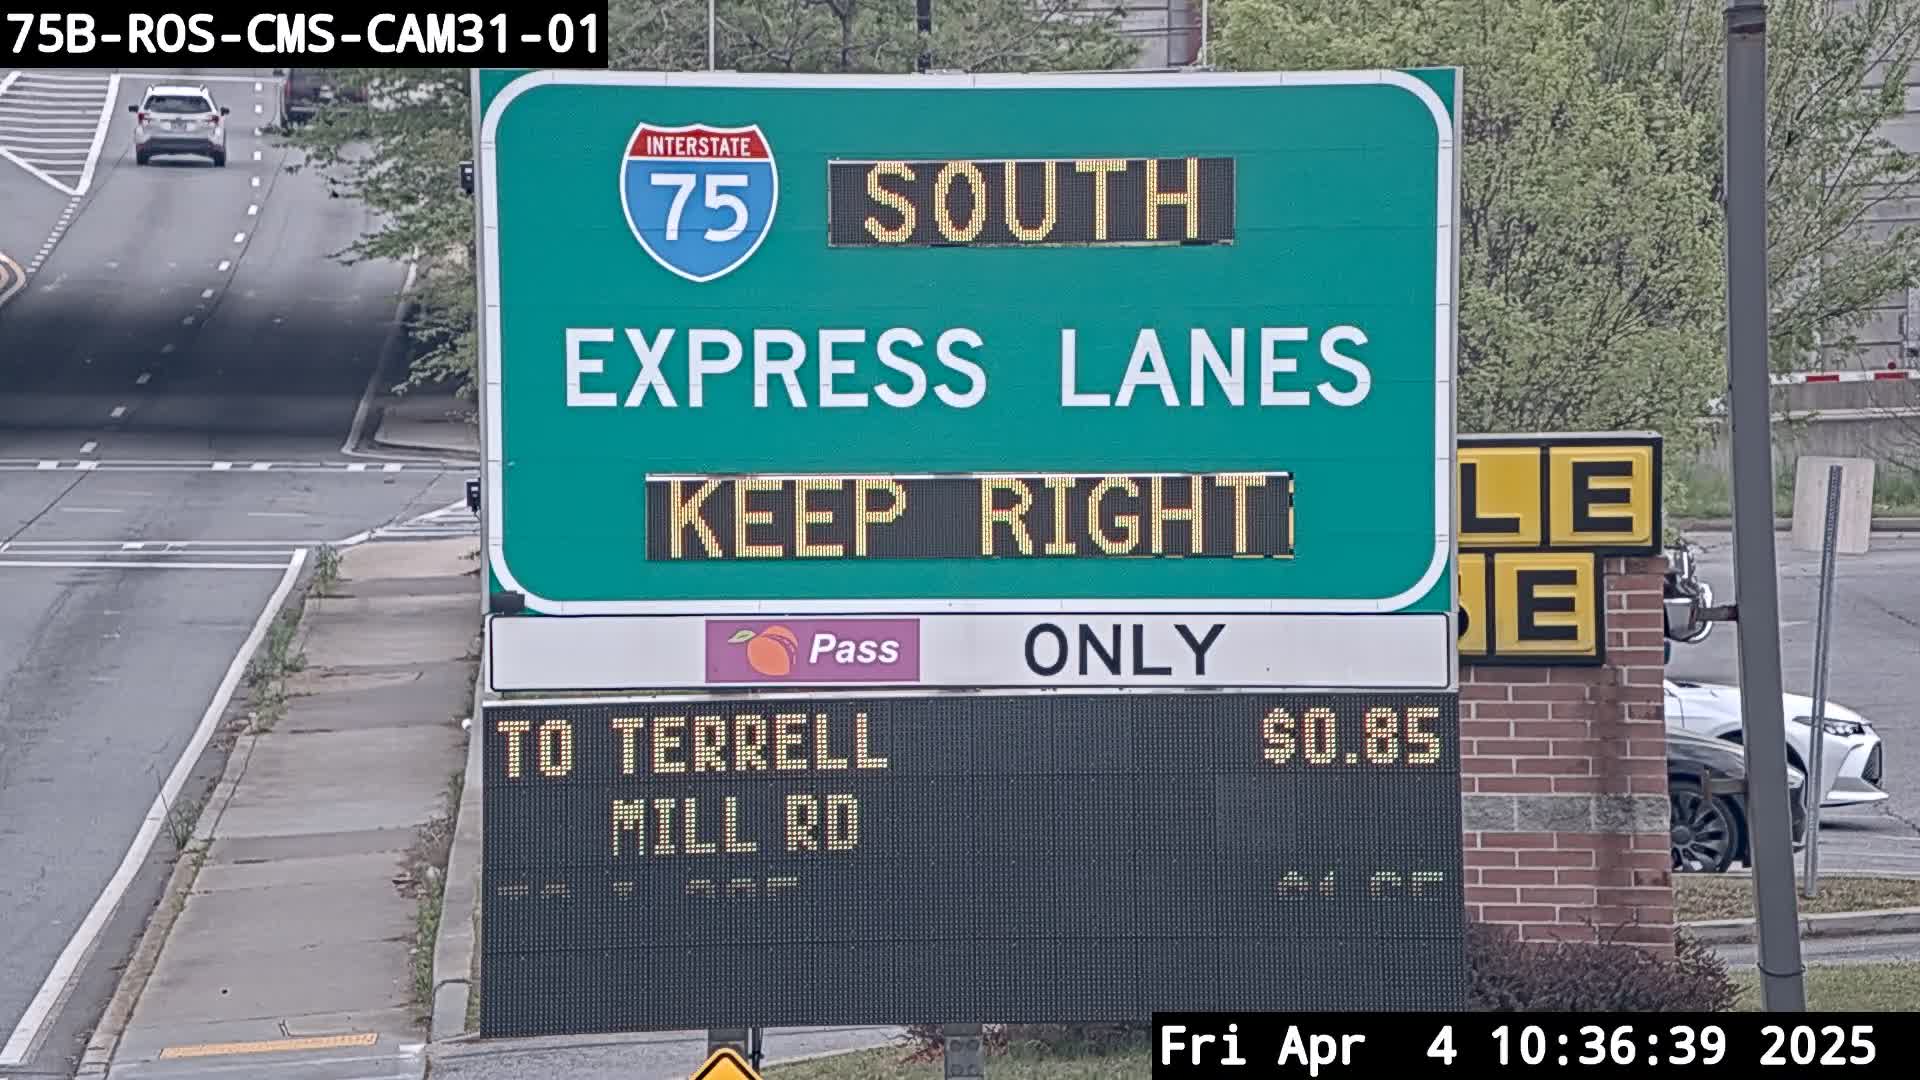 75B-ROS-CMS-CAM31-01
INTERSTATE
75
SOUTH
EXPRESS LANES
KEEP RIGHT
Pass ONLY
TO TERRELL $0.85
MILL RD
LE
E
Fri Apr 4 10:36:39 2025